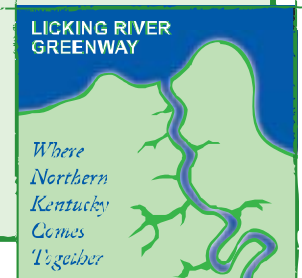 LICKING RIVER
GREENWAY
Where
Northern
Kentucky
Comes
Together